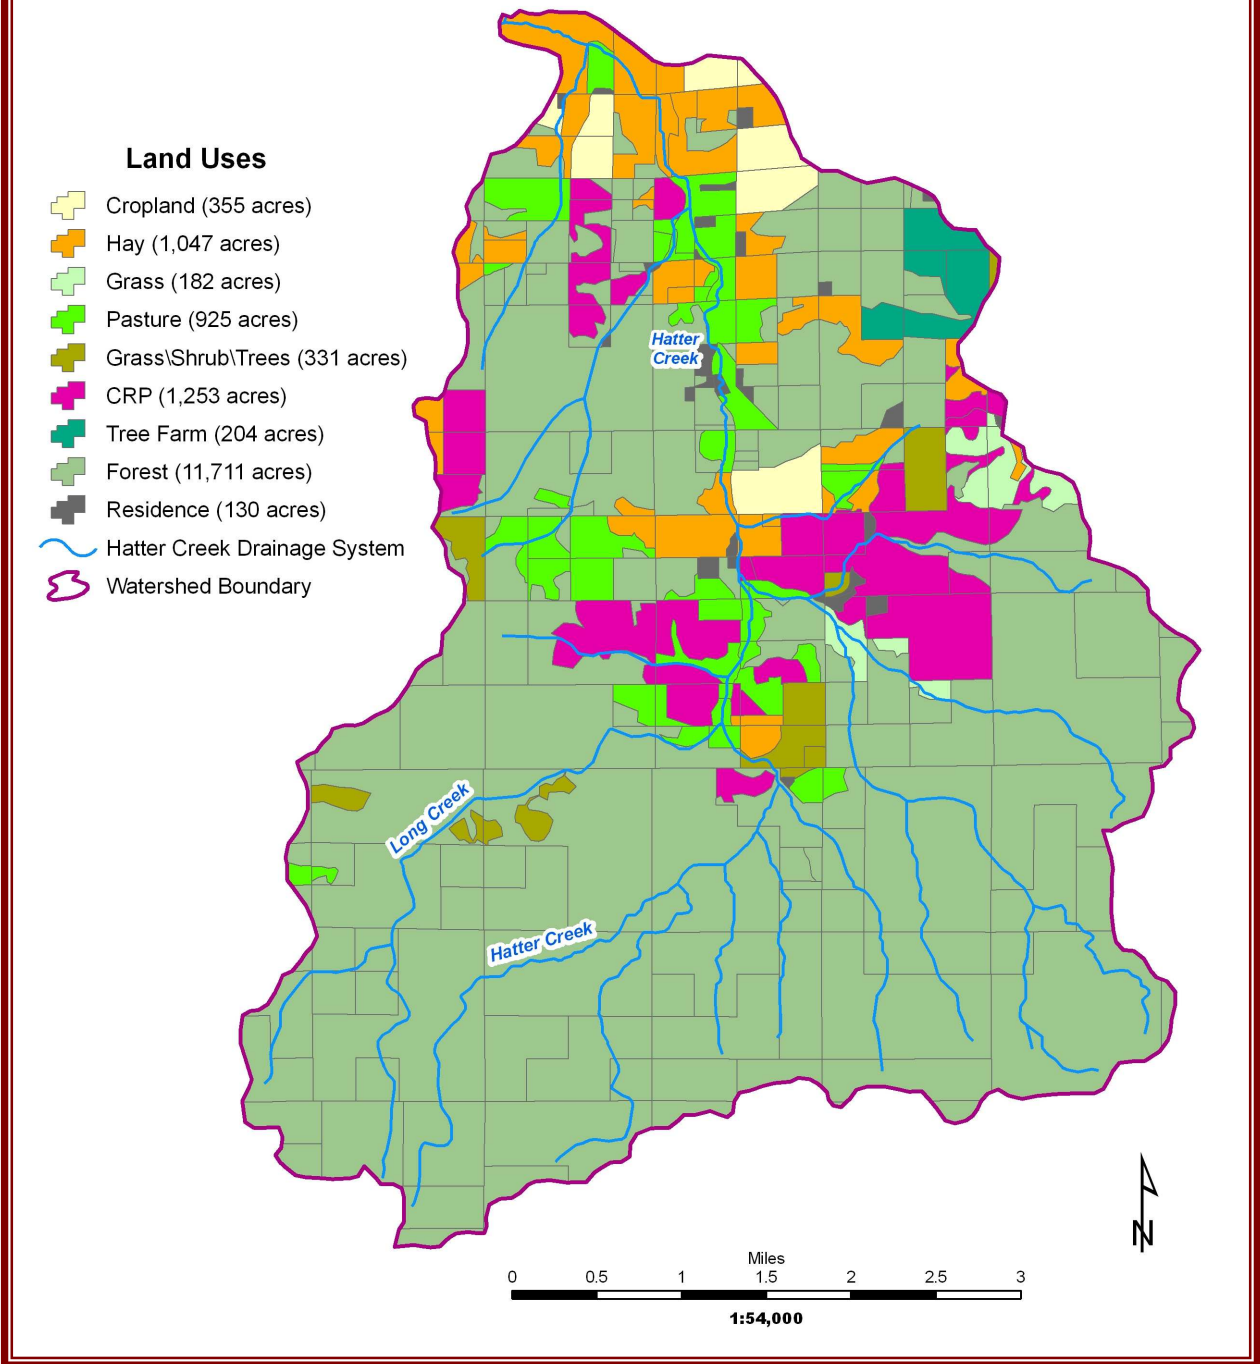 Land Uses
Cropland (355 acres)
Hay (1,047 acres)
Grass (182 acres)
Pasture (925 acres)
Grass\Shrub\Trees (331 acres)
CRP (1,253 acres)
Tree Farm (204 acres)
Forest (11,711 acres)
Residence (130 acres)
Hatter Creek Drainage System
Watershed Boundary
Hatter
Creek
Long Creek
Hatter Creek
N
Miles
0 0.5 1 1.5 2 2.5 3
1:54,000